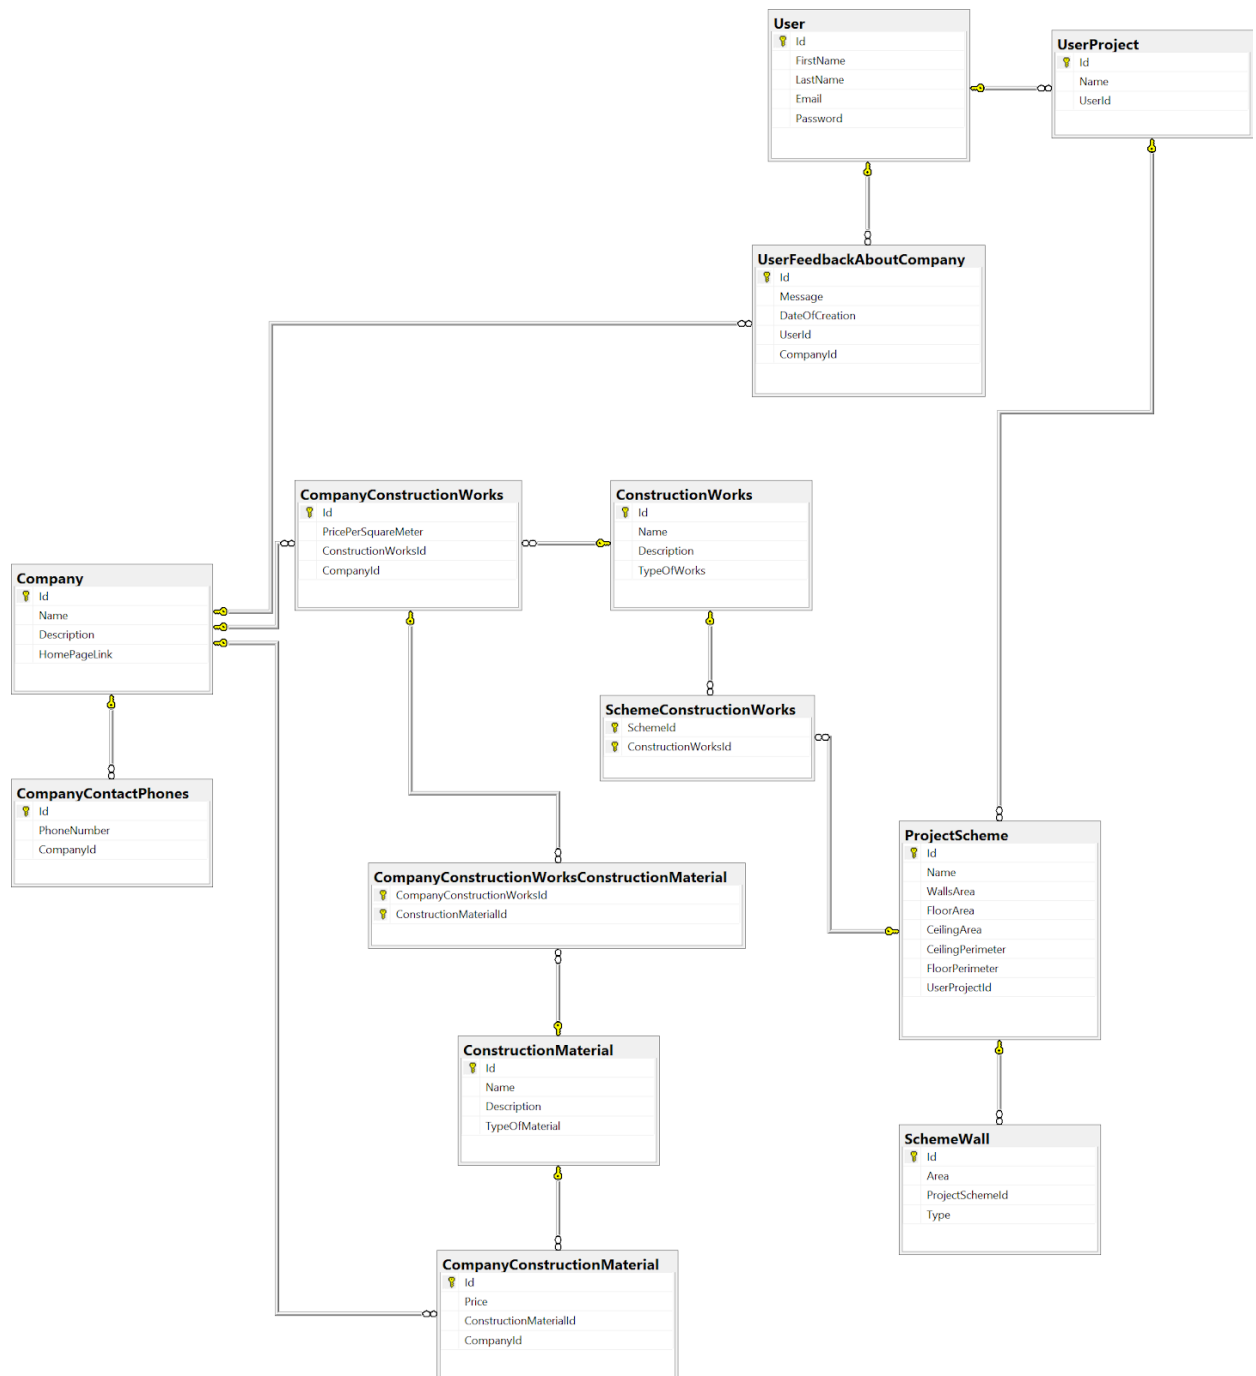 User
Id
FirstName
LastName
Email
Password
UserProject
Id
Name
UserId
UserFeedbackAboutCompany
Id
Message
DateOfCreation
UserId
CompanyId
CompanyConstructionWorks
Id
PricePerSquareMeter
ConstructionWorksId
CompanyId
ConstructionWorks
Id
Name
Description
TypeOfWorks
Company
Id
Name
Description
HomePageLink
SchemeConstructionWorks
SchemeId
ConstructionWorksId
CompanyContactPhones
Id
PhoneNumber
CompanyId
ProjectScheme
Id
Name
WallsArea
FloorArea
CeilingArea
CeilingPerimeter
FloorPerimeter
UserProjectId
CompanyConstructionWorksConstructionMaterial
CompanyConstructionWorksId
ConstructionMaterialId
ConstructionMaterial
Id
Name
Description
TypeOfMaterial
SchemeWall
Id
Area
ProjectSchemeId
Type
CompanyConstructionMaterial
Id
Price
ConstructionMaterialId
CompanyId